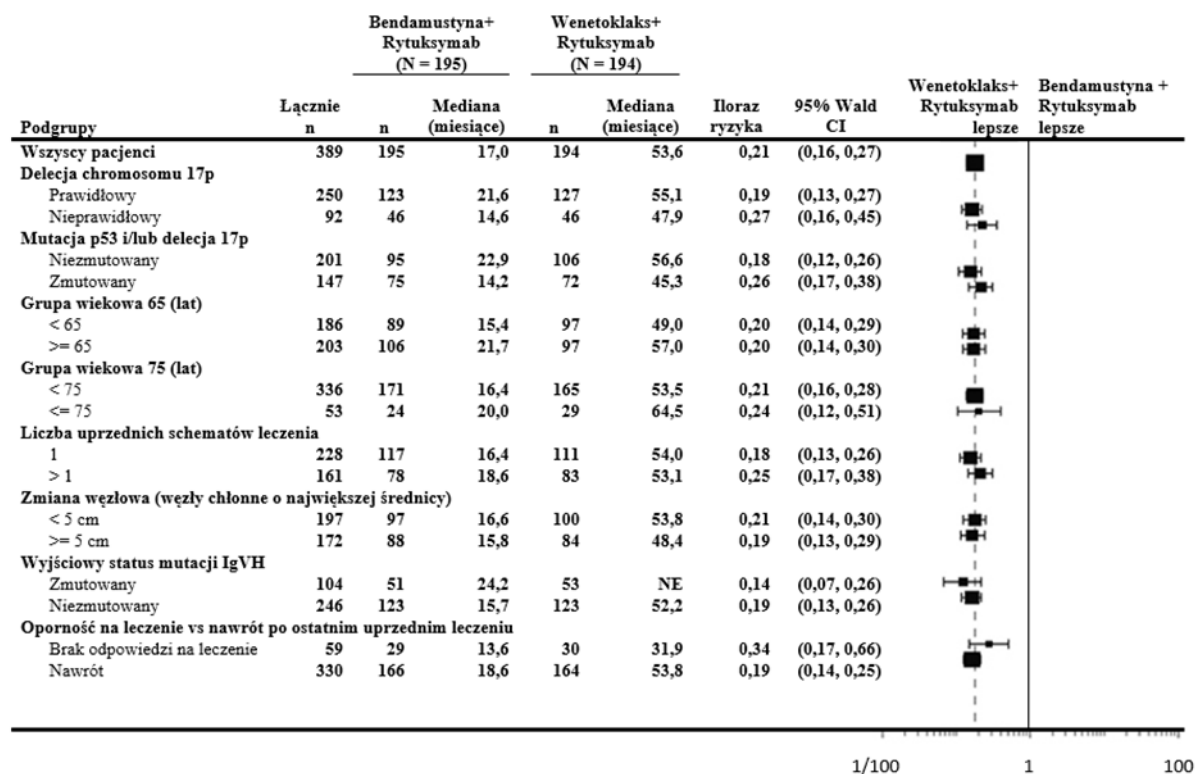 Bendamustyna+ Wenetoklaks+
Rytuksymab Rytuksymab
(N = 195) (N = 194)
Wenetoklaks+ Bendamustyna +
Łącznie Mediana Mediana Iloraz 95% Wald Rytuksymab Rytuksymab
Podgrupy n n (miesiące) n (miesiące) ryzyka CI lepsze lepsze
Wszyscy pacjenci 389 195 17,0 194 53,6 0,21 (0,16, 0,27)
Delecja chromosomu 17p
Prawidłowy 250 123 21,6 127 55,1 0,19 (0,13, 0,27)
Nieprawidłowy 92 46 14,6 46 47,9 0,27 (0,16, 0,45)
Mutacja p53 i/lub delecja 17p
Niezmutowany 201 95 22,9 106 56,6 0,18 (0,12, 0,26)
Zmutowany 147 75 14,2 72 45,3 0,26 (0,17, 0,38)
Grupa wiekowa 65 (lat)
< 65 186 89 15,4 97 49,0 0,20 (0,14, 0,29)
>= 65 203 106 21,7 97 57,0 0,20 (0,14, 0,30)
Grupa wiekowa 75 (lat)
< 75 336 171 16,4 165 53,5 0,21 (0,16, 0,28)
<= 75 53 24 20,0 29 64,5 0,24 (0,12, 0,51)
Liczba uprzednich schematów leczenia
1 228 117 16,4 111 54,0 0,18 (0,13, 0,26)
> 1 161 78 18,6 83 53,1 0,25 (0,17, 0,38)
Zmiana węzłowa (węzły chłonne o największej średnicy)
< 5 cm 197 97 16,6 100 53,8 0,21 (0,14, 0,30)
>= 5 cm 172 88 15,8 84 48,4 0,19 (0,13, 0,29)
Wyjściowy status mutacji IgVH
Zmutowany 104 51 24,2 53 NE 0,14 (0,07, 0,26)
Niezmutowany 246 123 15,7 123 52,2 0,19 (0,13, 0,26)
Oporność na leczenie vs nawrót po ostatnim uprzednim leczeniu
Brak odpowiedzi na leczenie 59 29 13,6 30 31,9 0,34 (0,17, 0,66)
Nawrót 330 166 18,6 164 53,8 0,19 (0,14, 0,25)
1/100 1 100